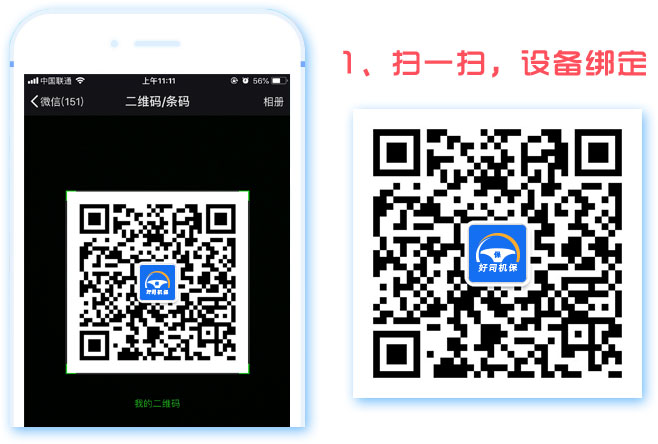 中国联通 上午11:11 56%
微信(151) 二维码/条码 相册
保
好司机保
我的二维码
1、扫一扫，设备绑定
保
好司机保